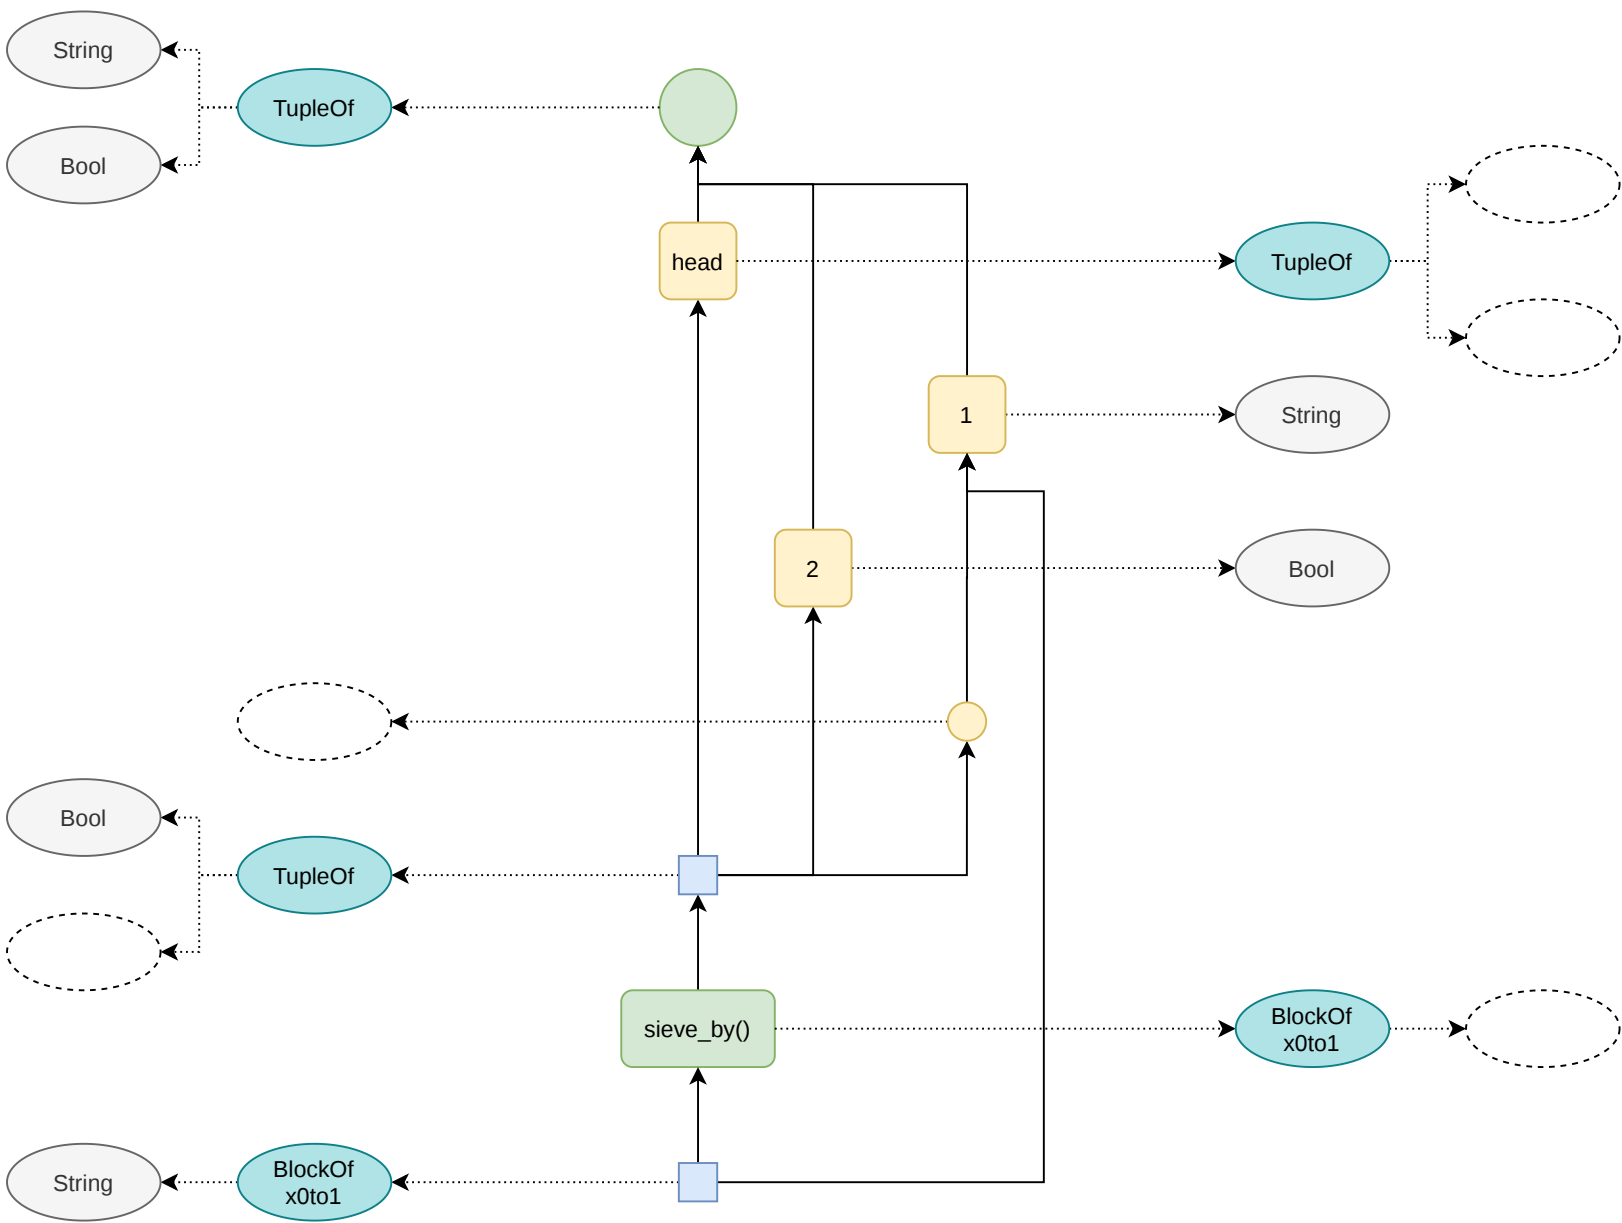 String
TupleOf
Bool
head
TupleOf
1
String
2
Bool
Bool
TupleOf
sieve_by()
BlockOf
x0to1
String
BlockOf
x0to1